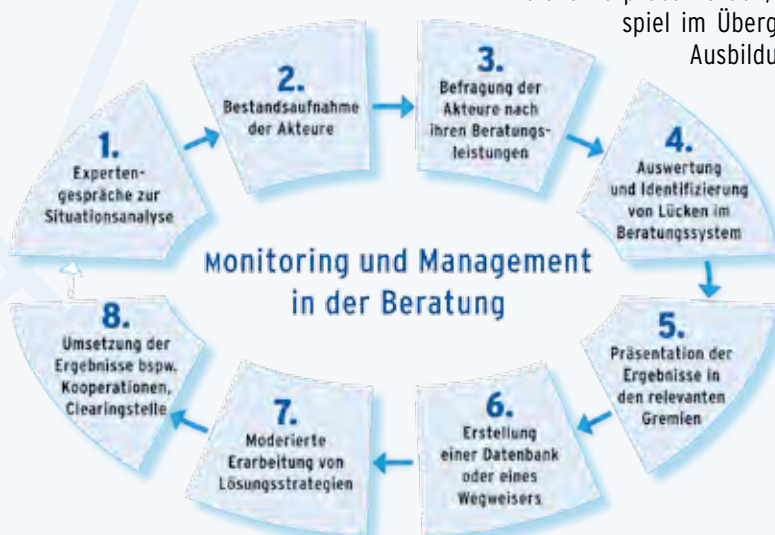 spiel im Überg
Ausbildu
1.
Experten-
gespräche zur
Situationsanalyse
2.
Bestandsaufnahme
der Akteure
3.
Befragung der
Akteure nach
ihren Beratungs-
leistungen
4.
Auswertung
und Identifizierung
von Lücken im
Beratungssystem
Monitoring und Management
in der Beratung
5.
Präsentation der
Ergebnisse in
den relevanten
Gremien
6.
Erstellung
einer Datenbank
oder eines
Wegweisers
7.
Moderierte
Erarbeitung von
Lösungsstrategien
8.
Umsetzung der
Ergebnisse bspw.
Kooperationen,
Clearingstelle